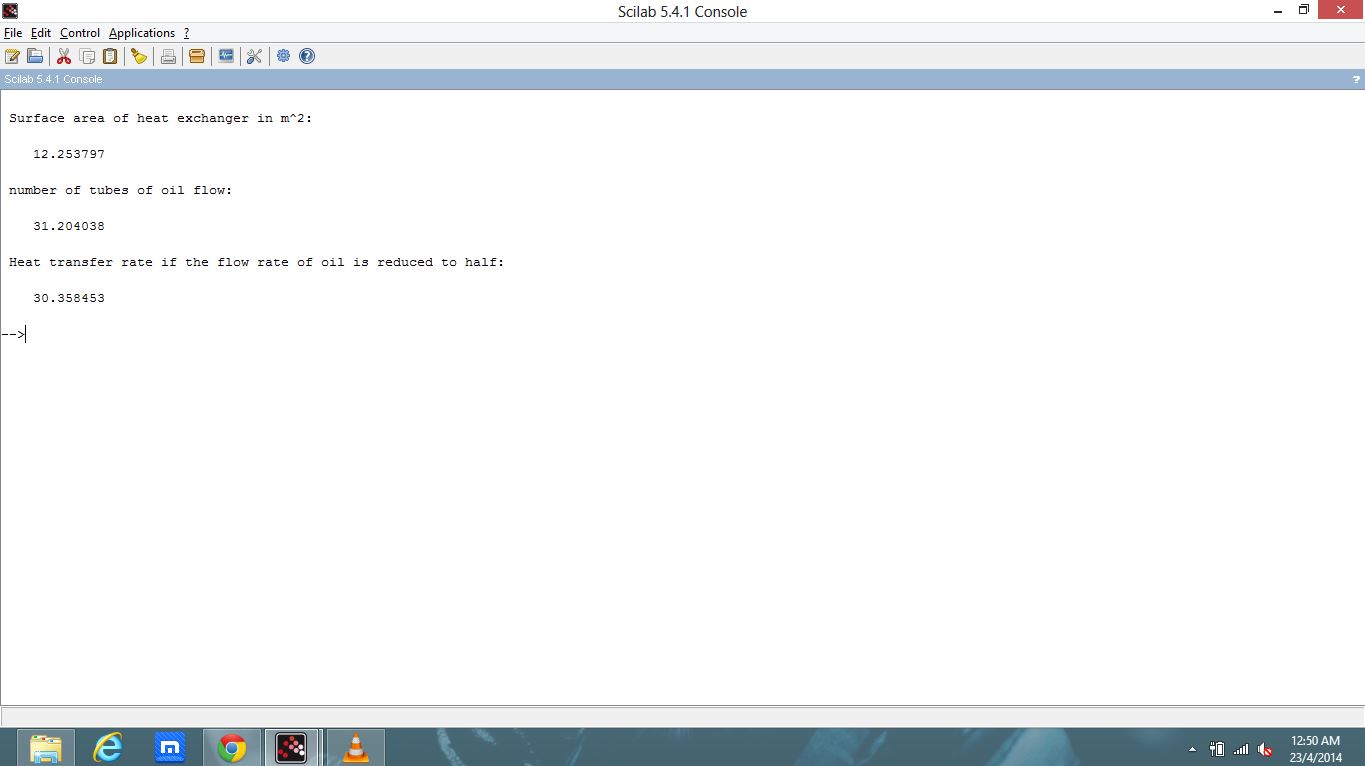 Scilab 5.4.1 Console
File Edit Control Applications ?
Scilab 5.4.1 Console ?
Surface area of heat exchanger in m^2:
12.253797
number of tubes of oil flow:
31.204038
Heat transfer rate if the flow rate of oil is reduced to half:
30.358453
-->
12:50 AM
23/4/2014